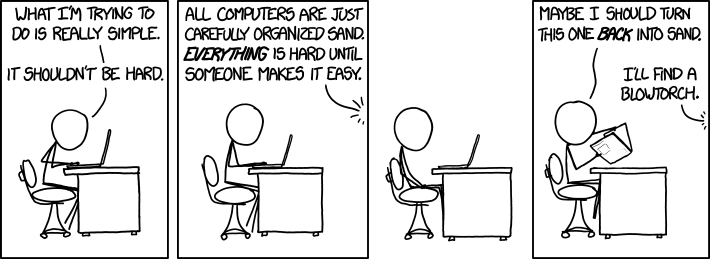 WHAT I'M TRYING TO
DO IS REALLY SIMPLE.
IT SHOULDN'T BE HARD.
ALL COMPUTERS ARE JUST
CAREFULLY ORGANIZED SAND.
EVERYTHING IS HARD UNTIL
SOMEONE MAKES IT EASY.
MAYBE I SHOULD TURN
THIS ONE BACK INTO SAND.
I'LL FIND A
BLOWTORCH.